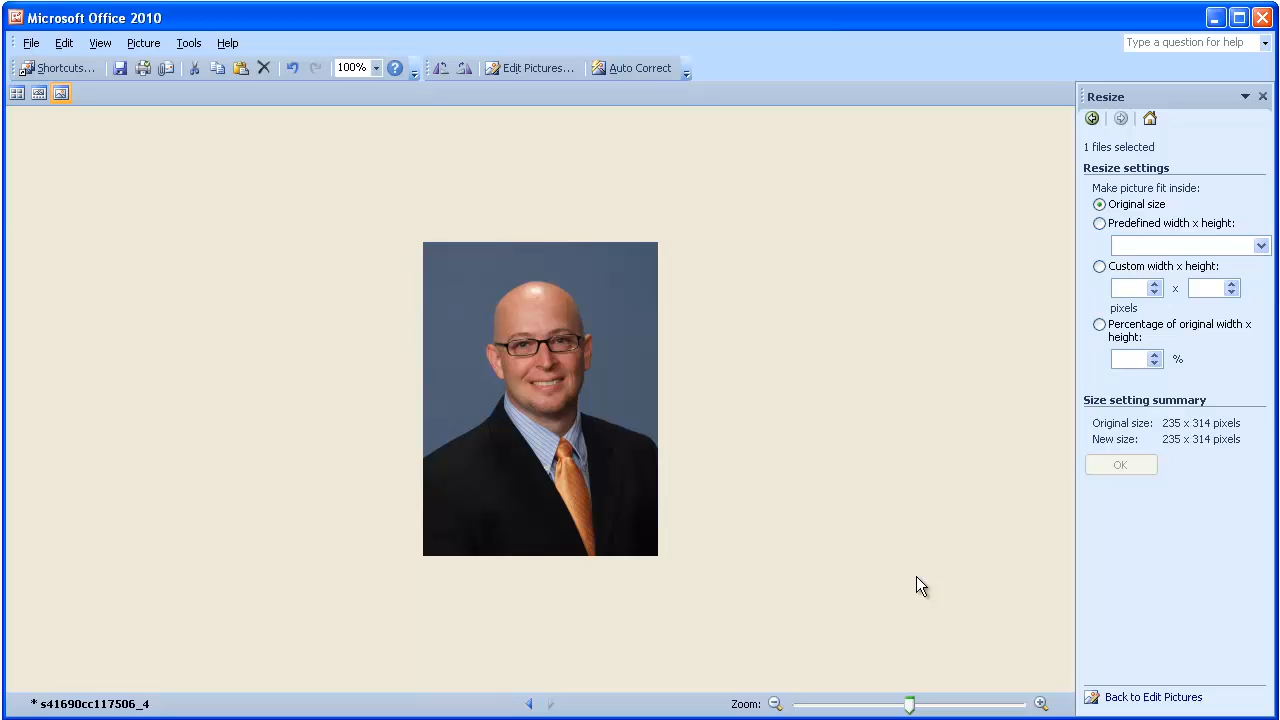 Microsoft Office 2010
File Edit View Picture Tools Help
Type a question for help
Shortcuts... 100% Edit Pictures... Auto Correct
Resize
1 files selected
Resize settings
Make picture fit inside:
Original size
Predefined width x height:
Custom width x height:
x
pixels
Percentage of original width x
height:
%
Size setting summary
Original size: 235 x 314 pixels
New size: 235 x 314 pixels
OK
Back to Edit Pictures
* s41690cc117506_4
Zoom: